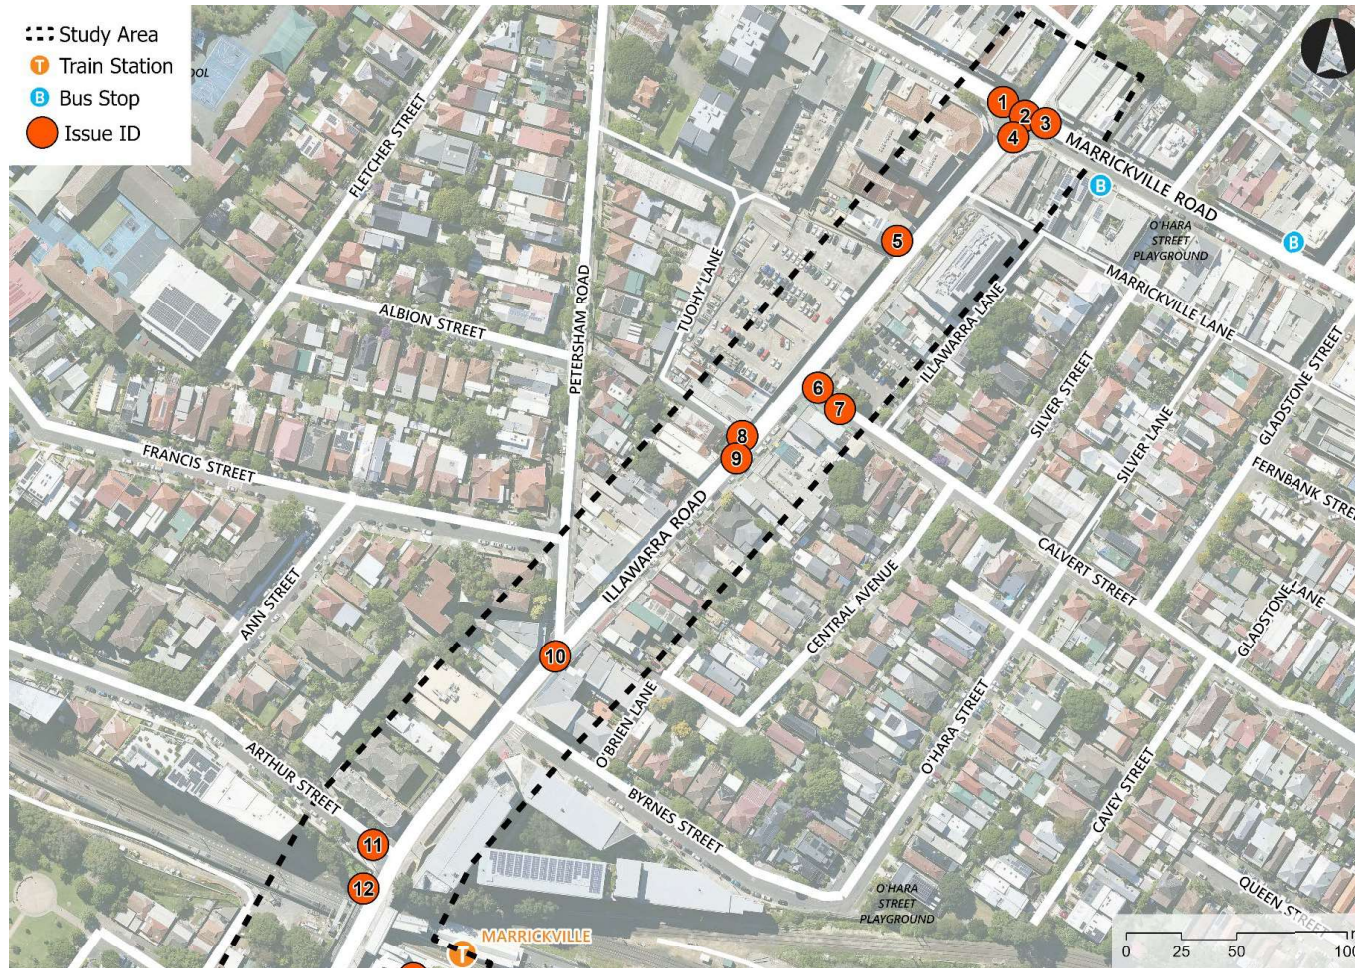 Study Area
T Train Station
B Bus Stop
Issue ID
OOL
FLETCHER STREET
1
2
3
4
MARRICKVILLE ROAD
B
O'HARA
STREET
PLAYGROUND
B
5
TUOHY LANE
PETERSHAM ROAD
ALBION STREET
MARRICKVILLE LANE
ILLAWARRA LANE
SILVER STREET
SILVER LANE
GLADSTONE STREET
FERNBANK STREE
6
7
8
9
FRANCIS STREET
ILLAWARRA ROAD
ANN STREET
CALVERT STREET
CENTRAL AVENUE
GLADSTONE LANE
10
O'BRIEN LANE
O'HARA STREET
ARTHUR STREET
BYRNES STREET
CAVEY STREET
11
12
O'HARA
STREET
PLAYGROUND
QUEEN STREET
MARRICKVILLE
T
0 25 50 100